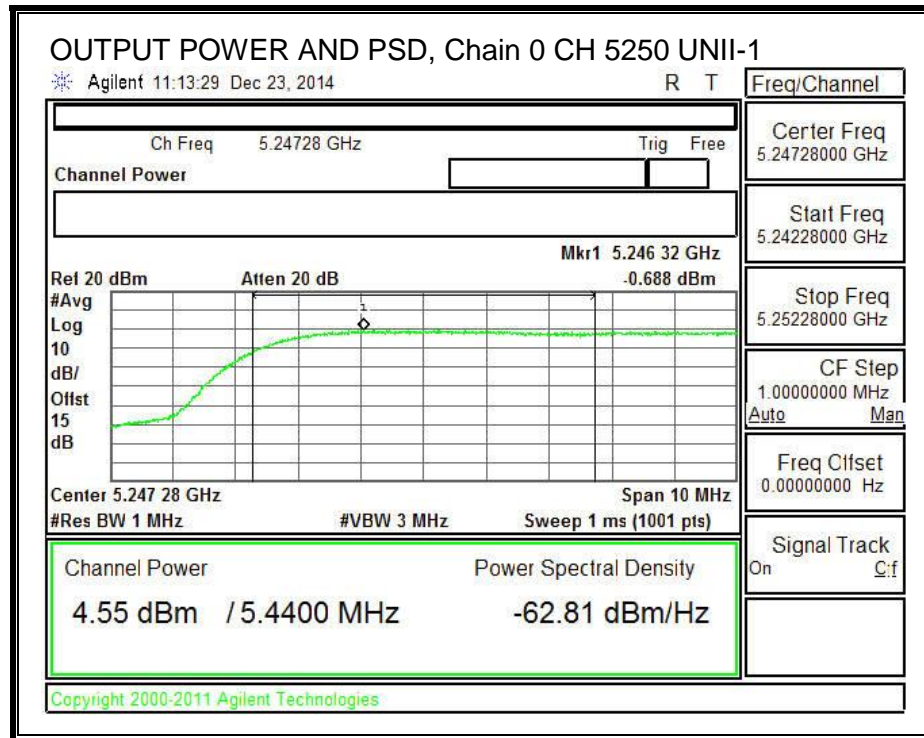 OUTPUT POWER AND PSD, Chain 0 CH 5250 UNII-1
Agilent 11:13:29 Dec 23, 2014 R T
Freq/Channel
Ch Freq 5.24728 GHz Trig Free
Channel Power
Center Freq
5.24728000 GHz
Start Freq
5.24228000 GHz
Mkr1 5.246 32 GHz
Ref 20 dBm Atten 20 dB -0.688 dBm
Stop Freq
5.25228000 GHz
#Avg
Log
10
dB/
Offst
15
dB
1
CF Step
1.00000000 MHz
Auto Man
Freq Offset
0.00000000 Hz
Center 5.247 28 GHz Span 10 MHz
#Res BW 1 MHz #VBW 3 MHz Sweep 1 ms (1001 pts)
Signal Track
On Off
Channel Power Power Spectral Density
4.55 dBm / 5.4400 MHz -62.81 dBm/Hz
Copyright 2000-2011 Agilent Technologies